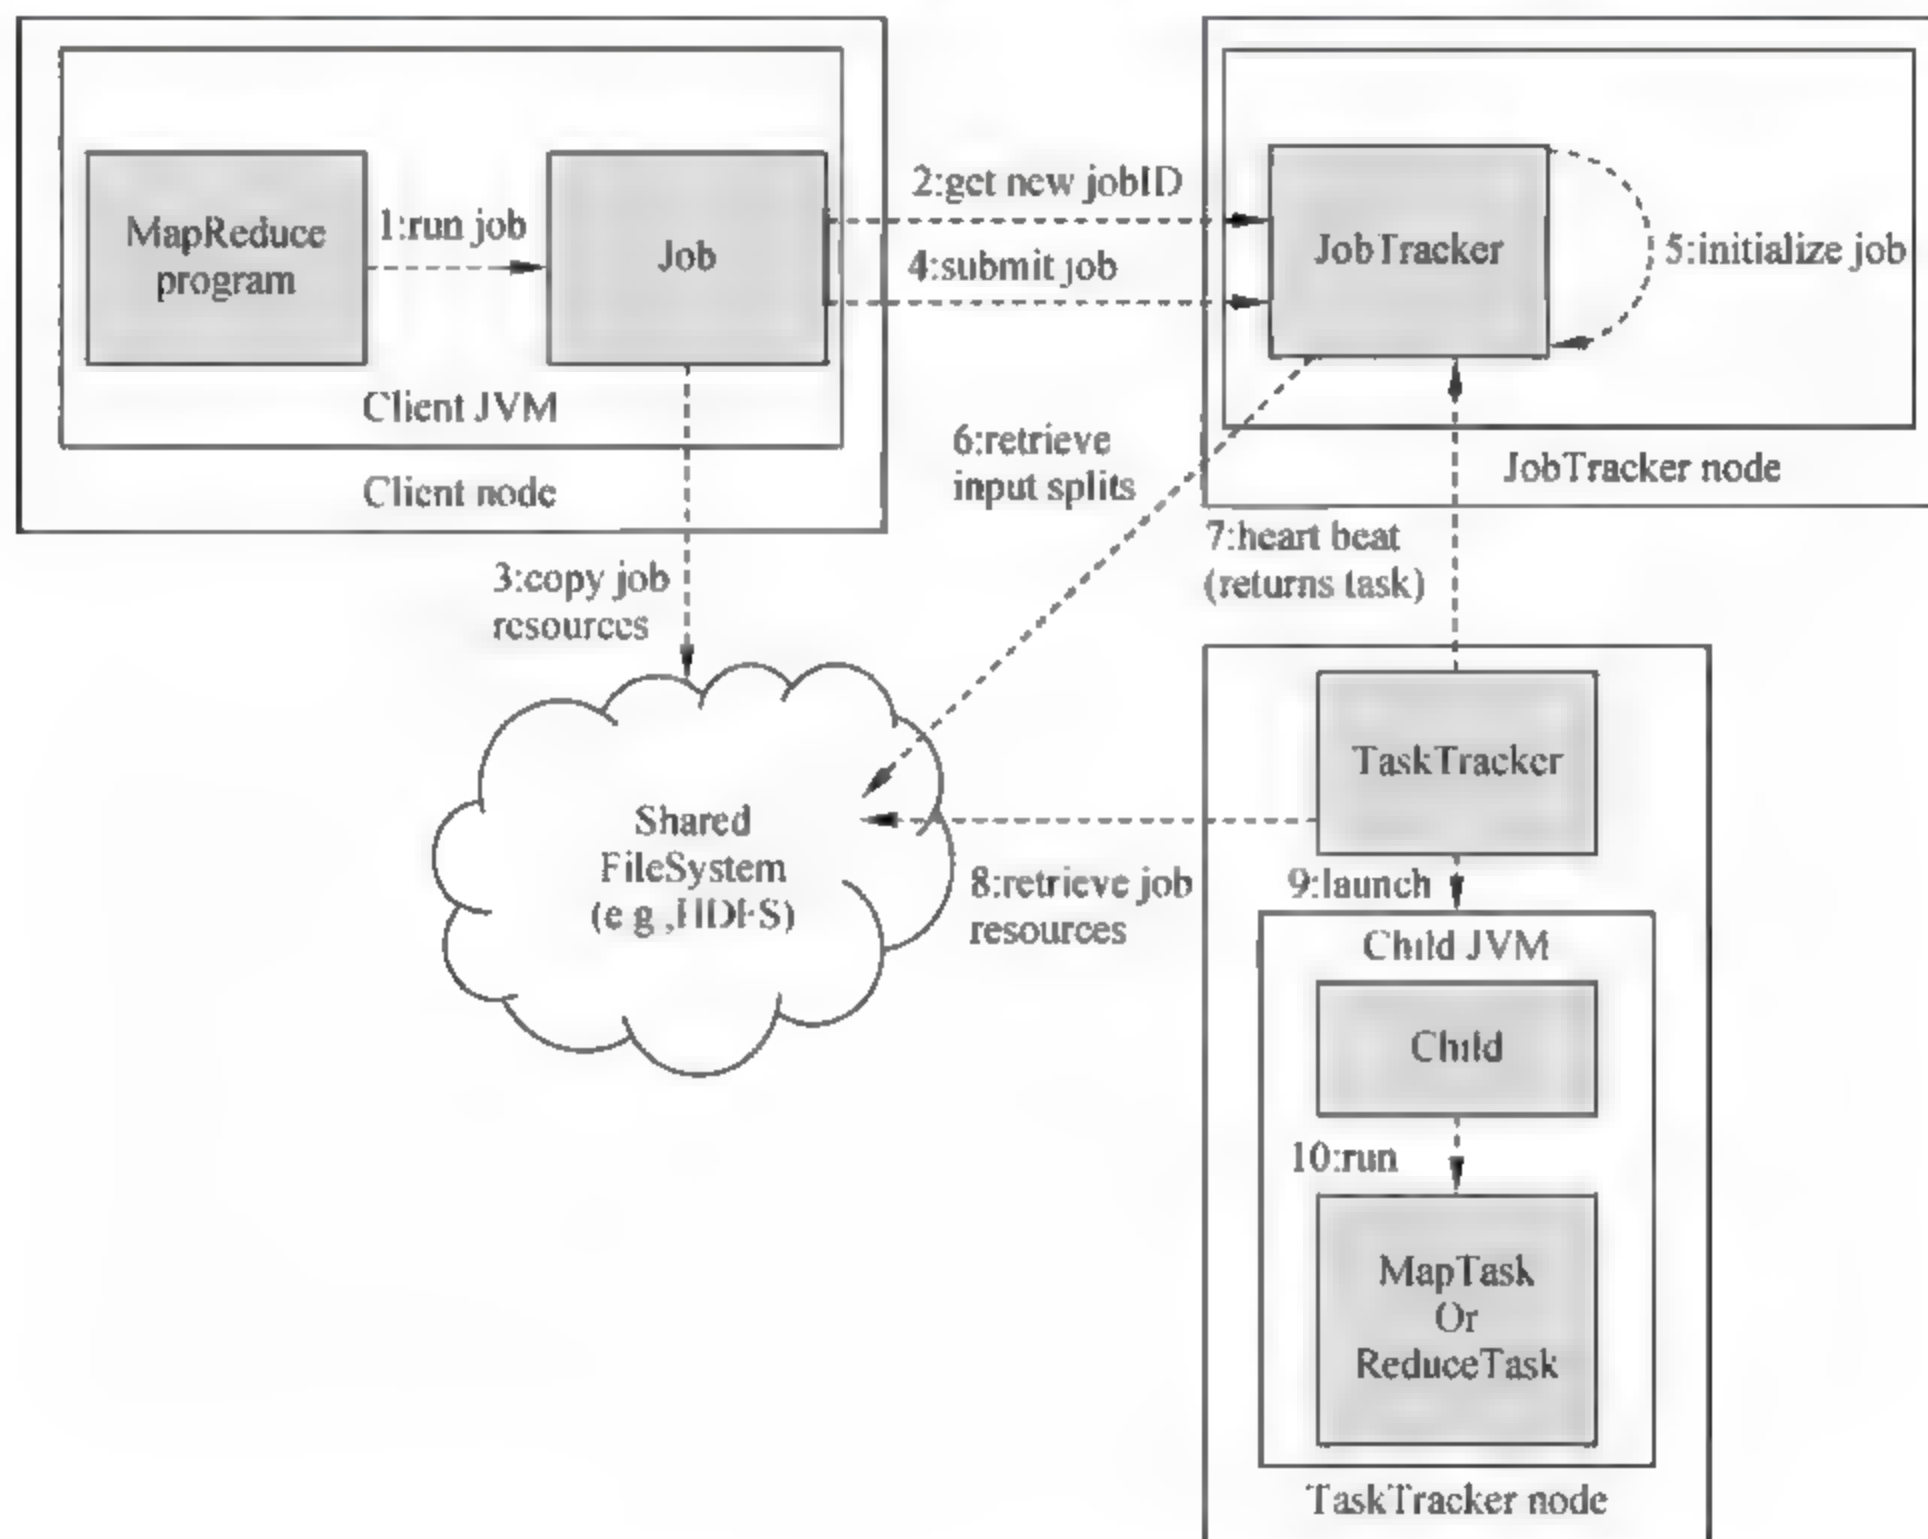 MapReduce
program
1:run job
Job
Client JVM
Client node
2:get new jobID
4:submit job
JobTracker
5:initialize job
JobTracker node
3:copy job
resources
6:retrieve
input splits
7:heart beat
(returns task)
Shared
FileSystem
(e.g.,HDFS)
8:retrieve job
resources
TaskTracker
9:launch
Child JVM
Child
10:run
MapTask
Or
ReduceTask
TaskTracker node